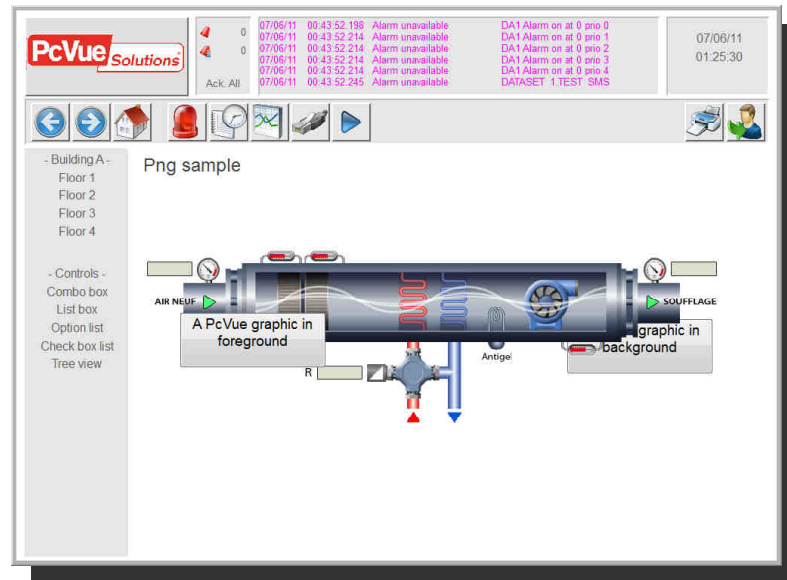 PcVue Solutions
0
0
Ack. All
07/06/11 00:43:52.198 Alarm unavailable DA1 Alarm on at 0 prio 0
07/06/11 00:43:52.214 Alarm unavailable DA1 Alarm on at 0 prio 1
07/06/11 00:43:52.214 Alarm unavailable DA1 Alarm on at 0 prio 2
07/06/11 00:43:52.214 Alarm unavailable DA1 Alarm on at 0 prio 3
07/06/11 00:43:52.214 Alarm unavailable DA1 Alarm on at 0 prio 4
07/06/11 00:43:52.245 Alarm unavailable DATASET 1.TEST SMS
07/06/11
01:25:30
- Building A -
Floor 1
Floor 2
Floor 3
Floor 4
- Controls -
Combo box
List box
Option list
Check box list
Tree view
Png sample
AIR NEUF
SOUFFLAGE
A PcVue graphic in
foreground
graphic in
background
Antigel
R